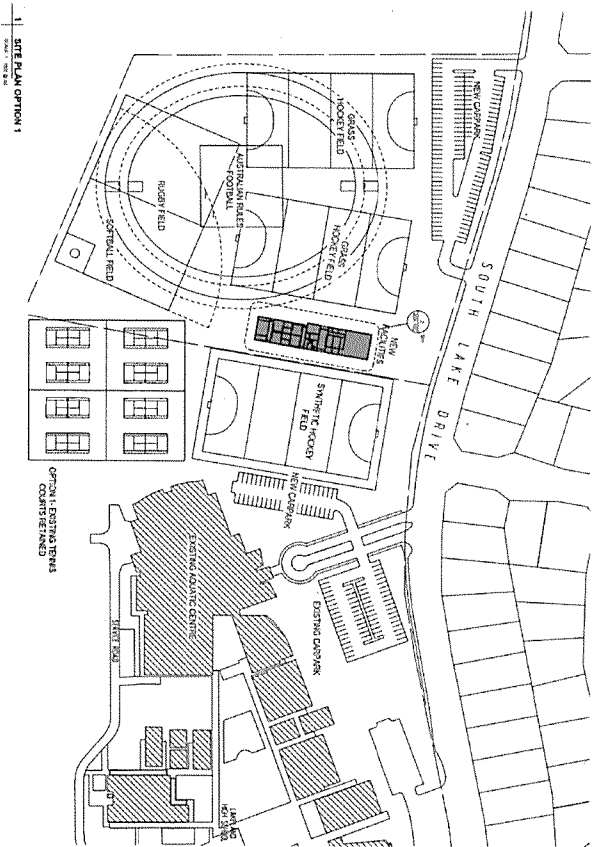 1
SITE PLAN OPTION 1
NEW CARPARK
SOUTH LAKE DRIVE
GRASS
HOCKEY FIELD
AUSTRALIAN RULES
FOOTBALL
RUGBY FIELD
SOFTBALL FIELD
GRASS
HOCKEY FIELD
NEW
FACILITIES
SYNTHETIC HOCKEY
FIELD
NEW CARPARK
OPTION 1 - EXISTING TENNIS
COURTS RETAINED
EXISTING AQUATIC CENTRE
EXISTING CARPARK
SERVICE ROAD
LAKELAND
HIGH SCHOOL